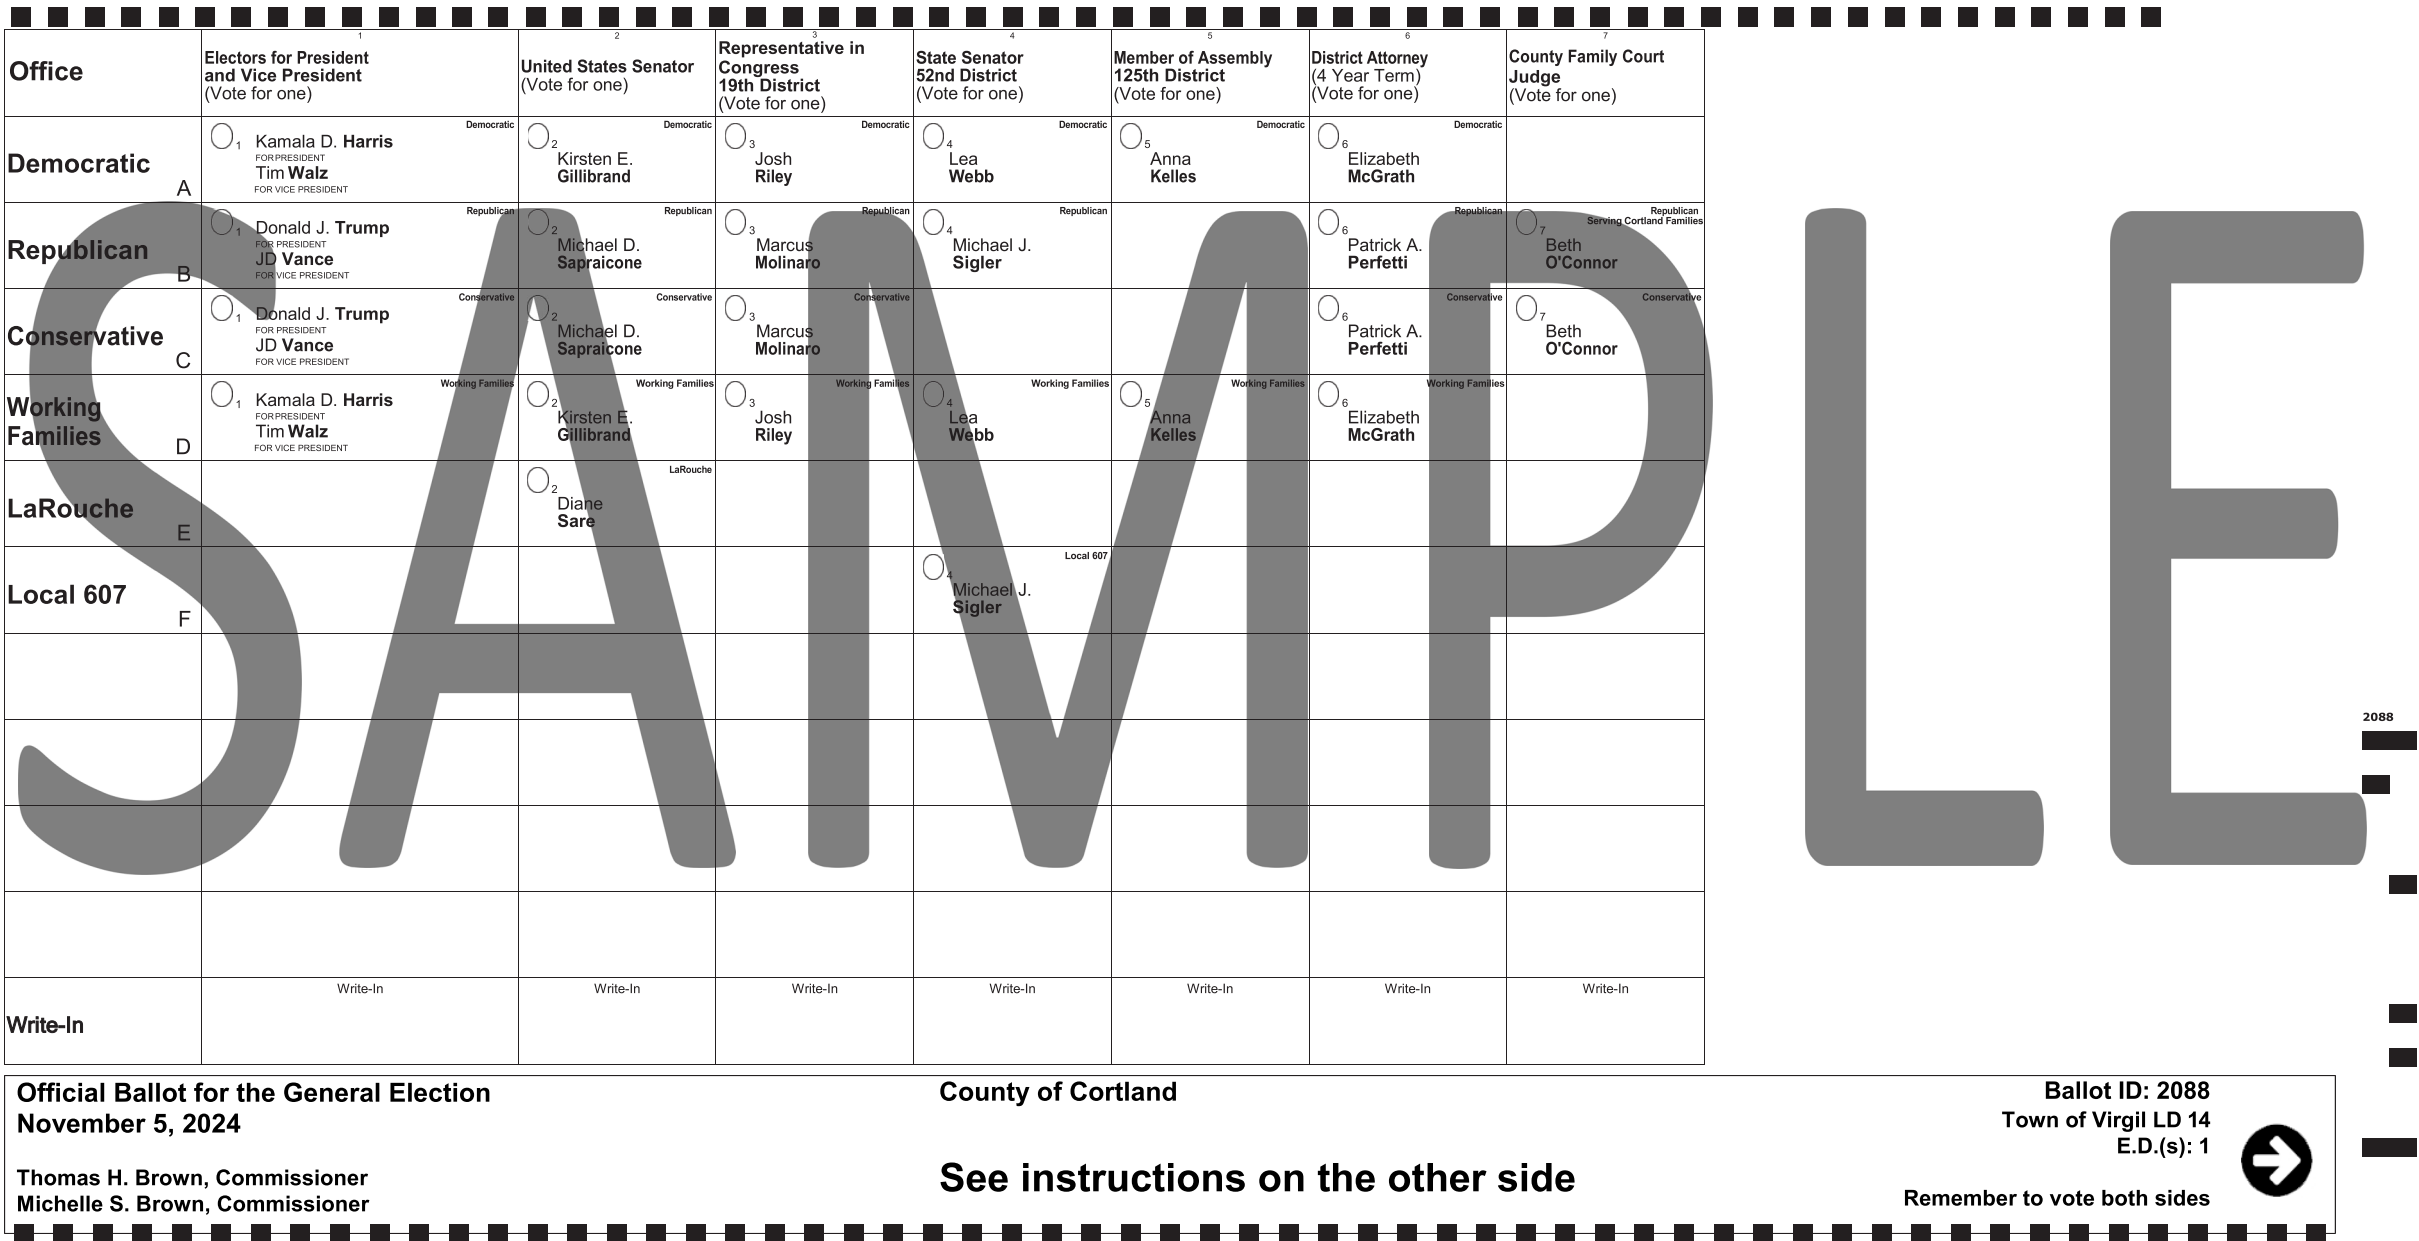 1
2
3
4
5
6
7
Office
Electors for President
and Vice President
(Vote for one)
United States Senator
(Vote for one)
Representative in
Congress
19th District
(Vote for one)
State Senator
52nd District
(Vote for one)
Member of Assembly
125th District
(Vote for one)
District Attorney
(4 Year Term)
(Vote for one)
County Family Court
Judge
(Vote for one)
Democratic
A
Democratic
1
Kamala D. Harris
FOR PRESIDENT
Tim Walz
FOR VICE PRESIDENT
Democratic
2
Kirsten E.
Gillibrand
Democratic
3
Josh
Riley
Democratic
4
Lea
Webb
Democratic
5
Anna
Kelles
Democratic
6
Elizabeth
McGrath
Republican
B
Republican
1
Donald J. Trump
FOR PRESIDENT
JD Vance
FOR VICE PRESIDENT
Republican
2
Michael D.
Sapraicone
Republican
3
Marcus
Molinaro
Republican
4
Michael J.
Sigler
Republican
6
Patrick A.
Perfetti
Republican
Serving Cortland Families
7
Beth
O'Connor
Conservative
C
Conservative
1
Donald J. Trump
FOR PRESIDENT
JD Vance
FOR VICE PRESIDENT
Conservative
2
Michael D.
Sapraicone
Conservative
3
Marcus
Molinaro
Conservative
6
Patrick A.
Perfetti
Conservative
7
Beth
O'Connor
Working
Families
D
Working Families
1
Kamala D. Harris
FOR PRESIDENT
Tim Walz
FOR VICE PRESIDENT
Working Families
2
Kirsten E.
Gillibrand
Working Families
3
Josh
Riley
Working Families
4
Lea
Webb
Working Families
5
Anna
Kelles
Working Families
6
Elizabeth
McGrath
LaRouche
E
LaRouche
2
Diane
Sare
Local 607
F
Local 607
4
Michael J.
Sigler
SAMPLE
2088
Write-In
Write-In
Write-In
Write-In
Write-In
Write-In
Write-In
Write-In
Official Ballot for the General Election
November 5, 2024
Thomas H. Brown, Commissioner
Michelle S. Brown, Commissioner
County of Cortland
See instructions on the other side
Ballot ID: 2088
Town of Virgil LD 14
E.D.(s): 1
Remember to vote both sides